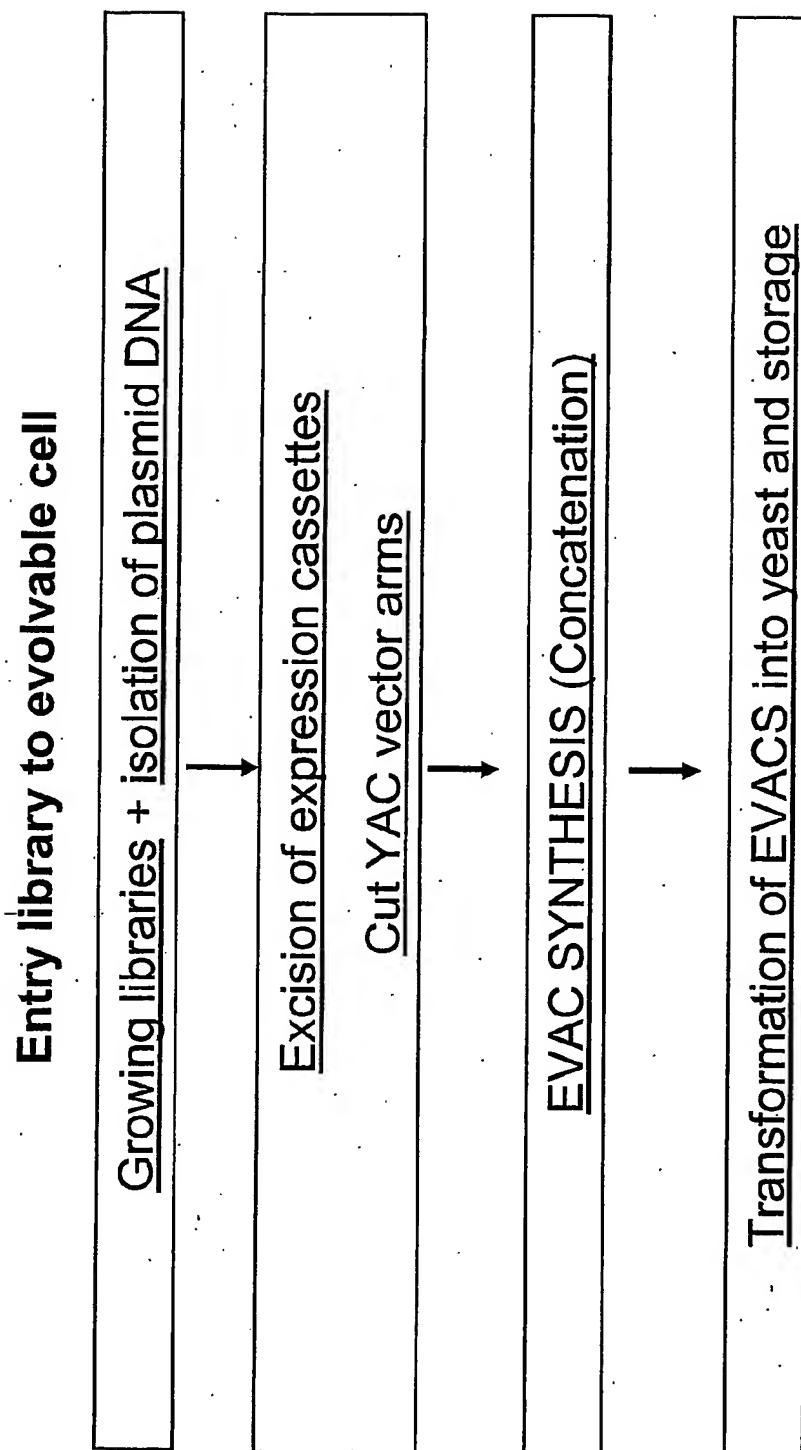 Entry library to evolvable cell
Growing libraries + isolation of plasmid DNA
Excision of expression cassettes
Cut YAC vector arms
EVAC SYNTHESIS (Concatenation)
Transformation of EVACS into yeast and storage